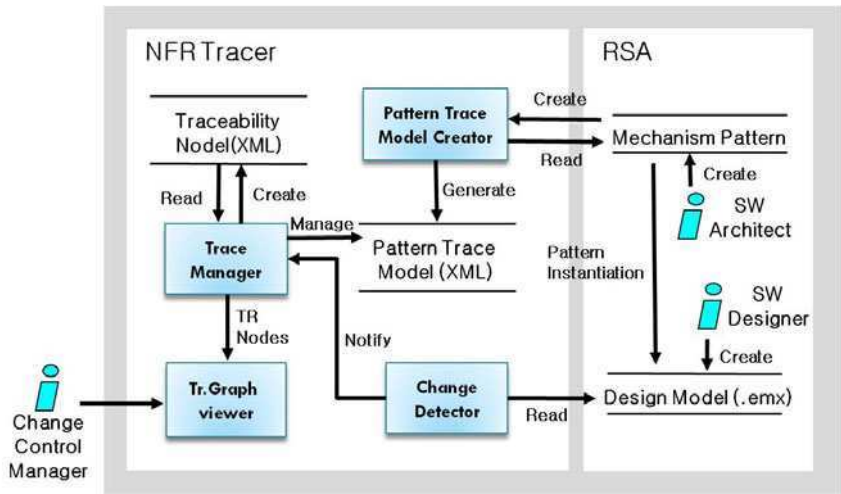 NFR Tracer
RSA
Traceability
Nodel(XML)
Pattern Trace
Model Creator
Create
Read
Mechanism Pattern
Read
Create
Generate
Create
SW
Architect
Manage
Trace
Manager
Pattern Trace
Model (XML)
Pattern
Instantiation
TR
Nodes
Notify
SW
Designer
Create
Tr.Graph
viewer
Change
Detector
Read
Design Model (.emx)
Change
Control
Manager